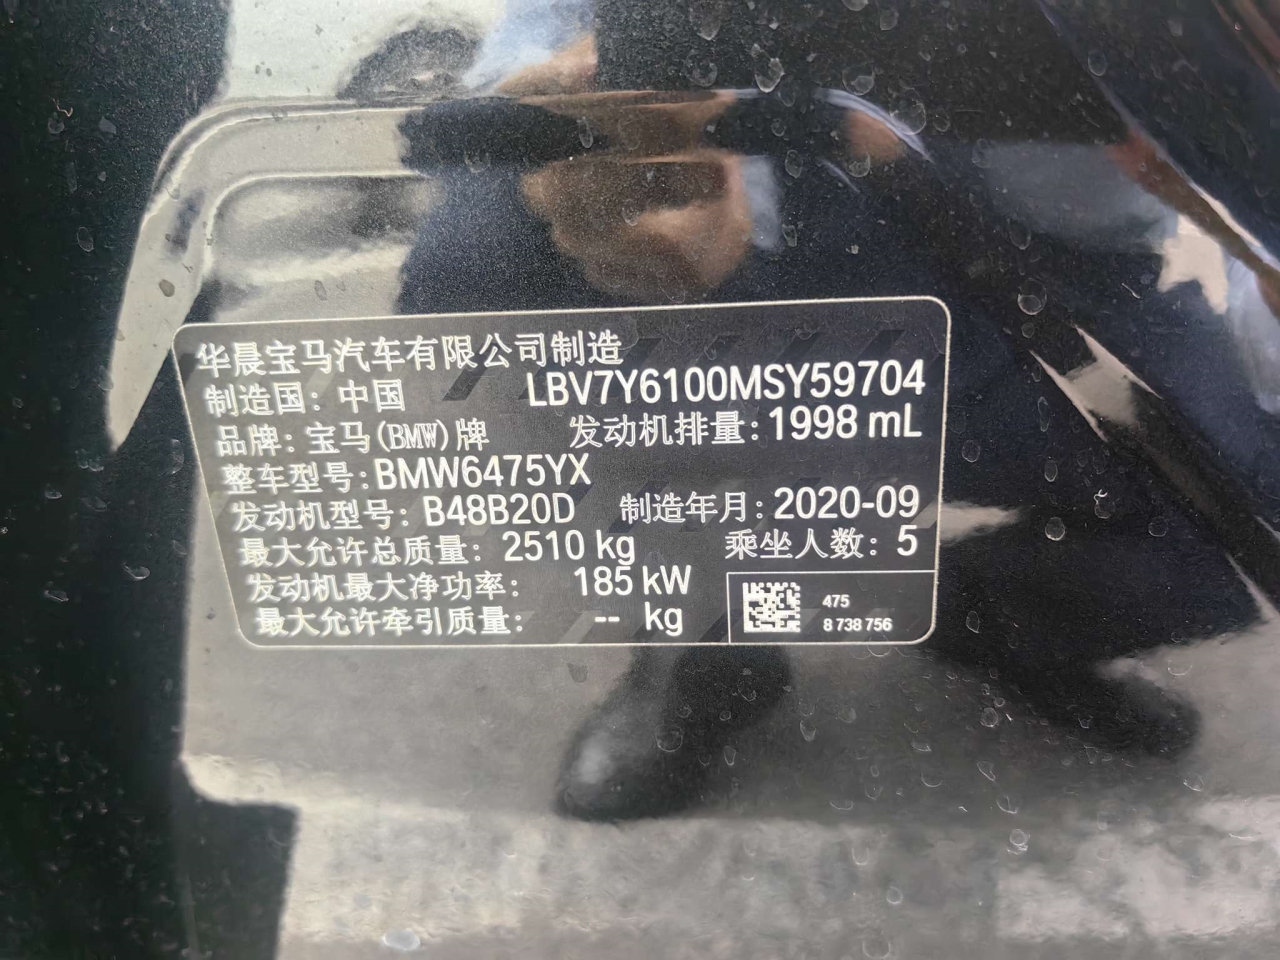 华晨宝马汽车有限公司制造
制造国：中国 LBV7Y6100MSY59704
品牌：宝马(BMW)牌 发动机排量：1998 mL
整车型号：BMW6475YX
发动机型号：B48B20D 制造年月：2020-09
最大允许总质量：2510 kg 乘坐人数：5
发动机最大净功率：185 kW
最大允许牵引质量：-- kg
475
8 738 756